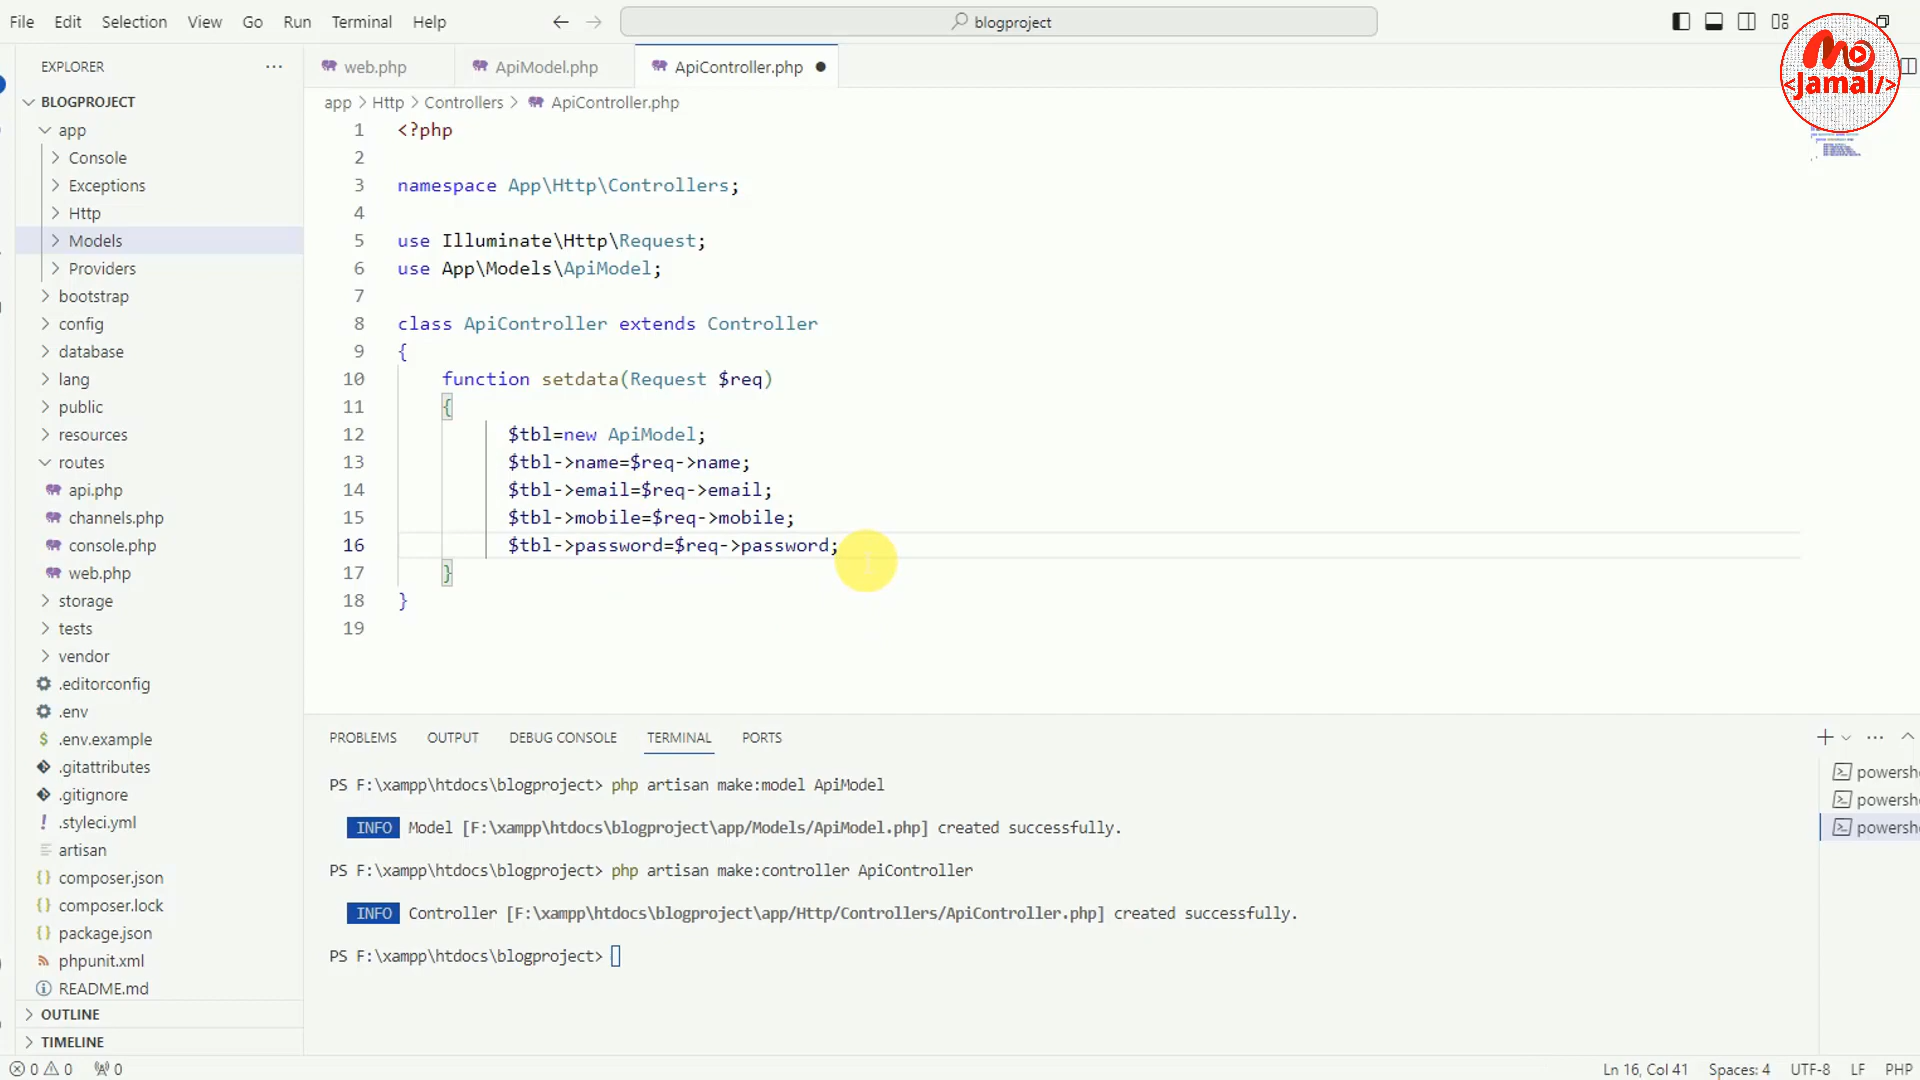 File Edit Selection View Go Run Terminal Help
blogproject
Mo Jamal/>
EXPLORER
BLOGPROJECT
app
Console
Exceptions
Http
Models
Providers
bootstrap
config
database
lang
public
resources
routes
api.php
channels.php
console.php
web.php
storage
tests
vendor
.editorconfig
.env
.env.example
.gitattributes
.gitignore
.styleci.yml
artisan
composer.json
composer.lock
package.json
phpunit.xml
README.md
OUTLINE
TIMELINE
web.php ApiModel.php ApiController.php
app > Http > Controllers > ApiController.php
1 <?php
2
3 namespace App\Http\Controllers;
4
5 use Illuminate\Http\Request;
6 use App\Models\ApiModel;
7
8 class ApiController extends Controller
9 {
10 function setdata(Request $req)
11 {
12 $tbl=new ApiModel;
13 $tbl->name=$req->name;
14 $tbl->email=$req->email;
15 $tbl->mobile=$req->mobile;
16 $tbl->password=$req->password;
17 }
18 }
19
PROBLEMS OUTPUT DEBUG CONSOLE TERMINAL PORTS
PS F:\xampp\htdocs\blogproject> php artisan make:model ApiModel
INFO Model [F:\xampp\htdocs\blogproject\app/Models/ApiModel.php] created successfully.
PS F:\xampp\htdocs\blogproject> php artisan make:controller ApiController
INFO Controller [F:\xampp\htdocs\blogproject\app/Http/Controllers/ApiController.php] created successfully.
PS F:\xampp\htdocs\blogproject>
powersh
powersh
powersh
0 0 0
Ln 16, Col 41 Spaces: 4 UTF-8 LF PHP